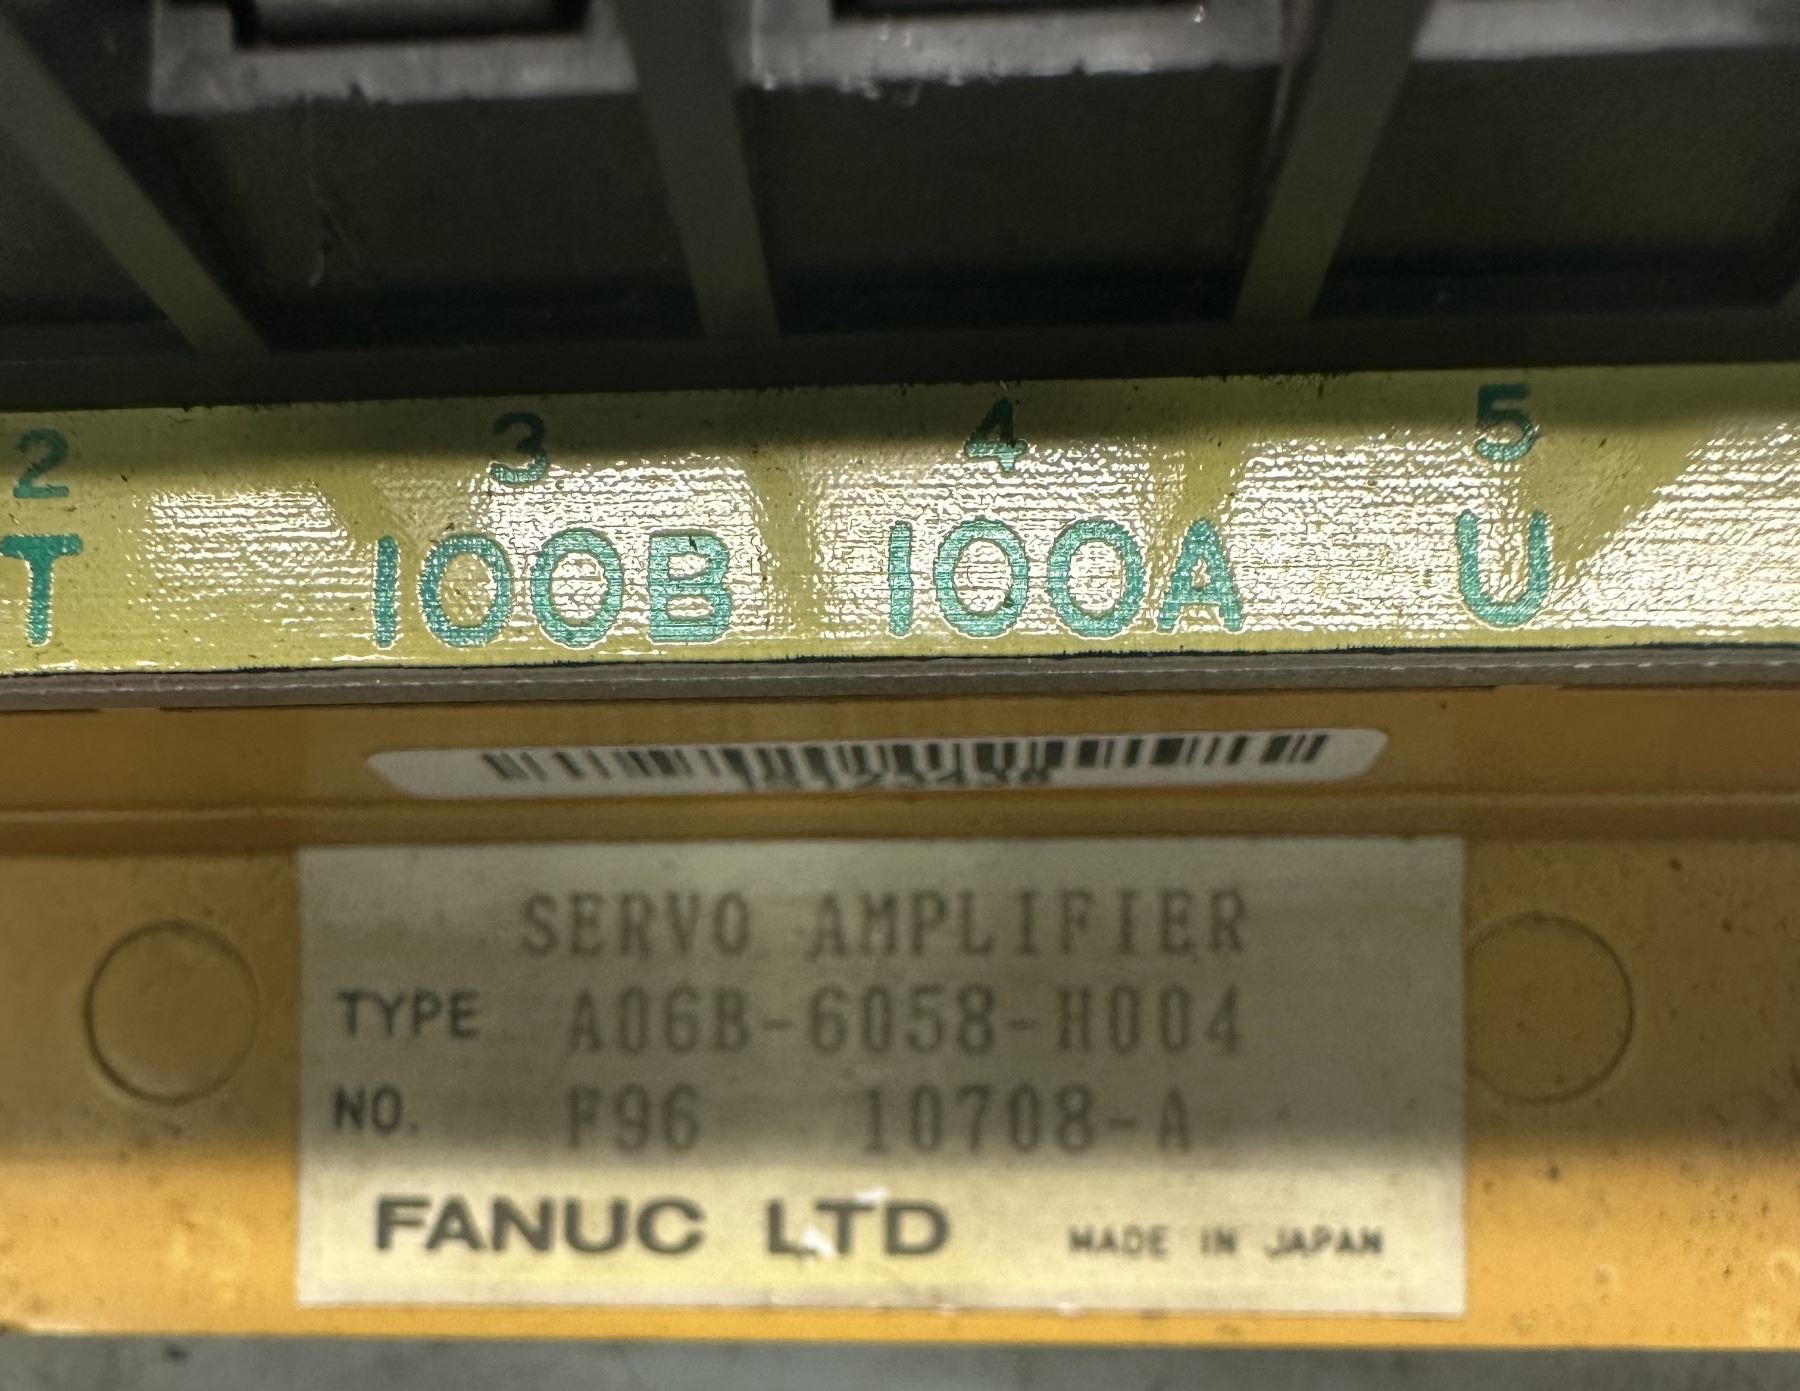 2 3 4 5
T 100B 100A U
SERVO AMPLIFIER
TYPE A06B-6058-H004
NO. F96 10708-A
FANUC LTD MADE IN JAPAN